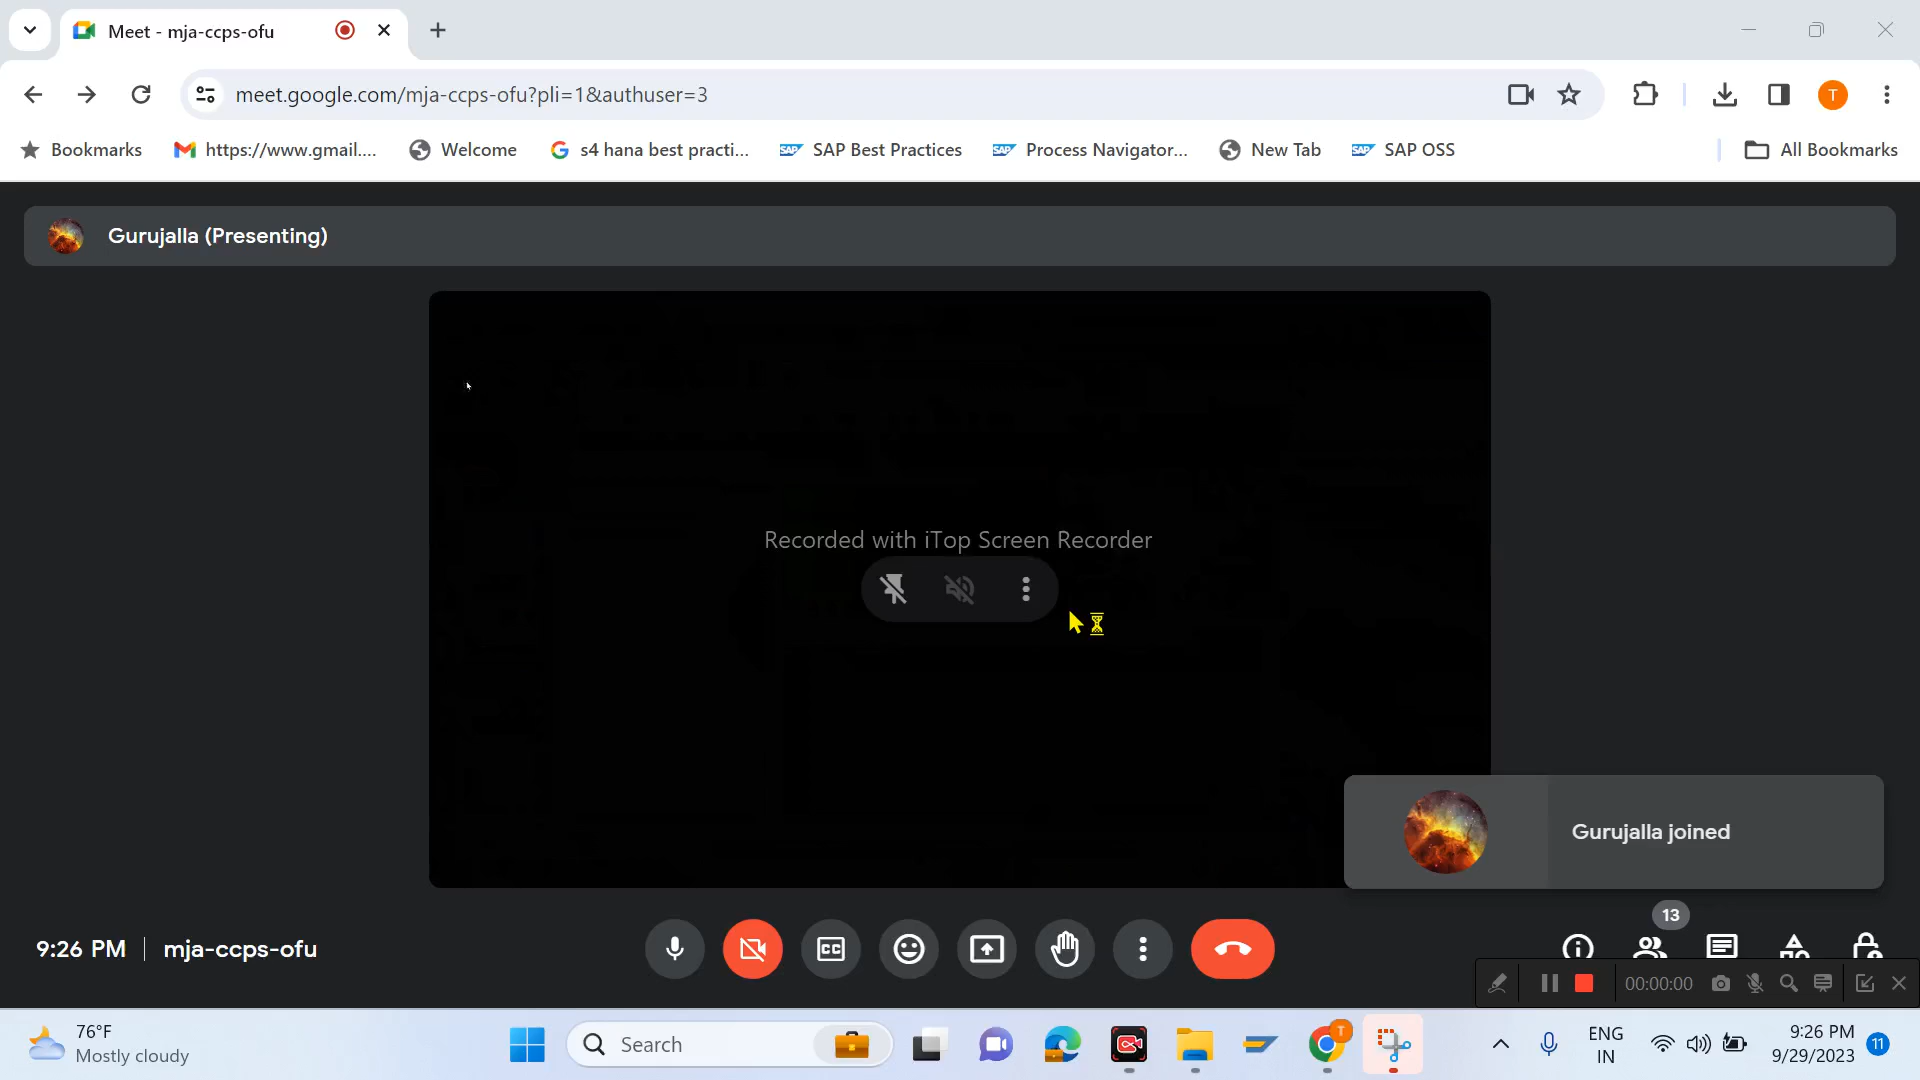 Meet - mja-ccps-ofu
meet.google.com/mja-ccps-ofu?pli=1&authuser=3
T
Bookmarks
https://www.gmail....
Welcome
s4 hana best practi...
SAP Best Practices
Process Navigator...
New Tab
SAP OSS
All Bookmarks
Gurujalla (Presenting)
Recorded with iTop Screen Recorder
Gurujalla joined
13
9:26 PM
mja-ccps-ofu
CC
00:00:00
76°F
Mostly cloudy
Search
T
ENG
IN
9:26 PM
9/29/2023
11